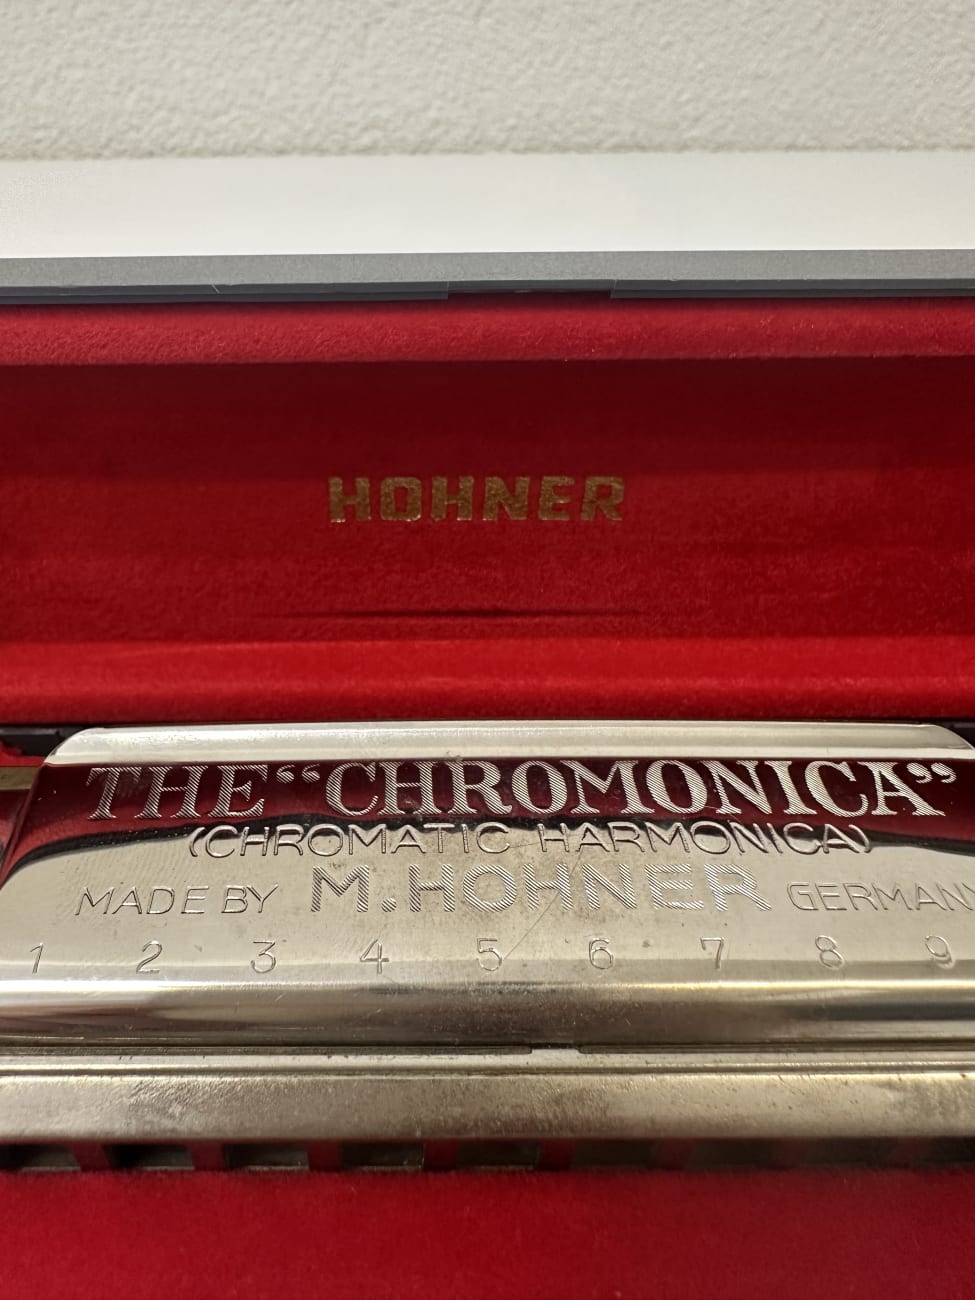 HOHNER
THE “CHROMONICA”
(CHROMATIC HARMONICA)
MADE BY M. HOHNER GERMANY
1 2 3 4 5 6 7 8 9